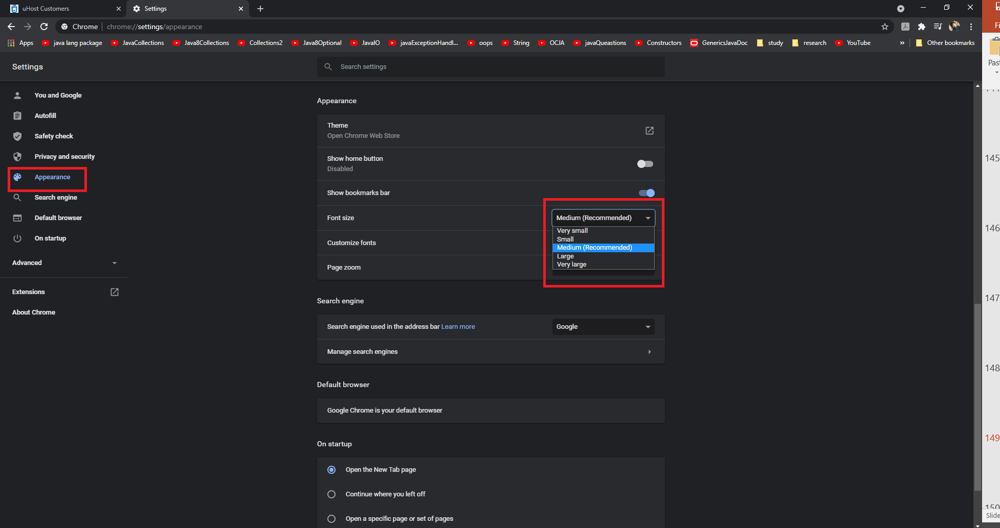 uHost Customers
Settings
Chrome chrome://settings/appearance
Apps java lang package JavaCollections Java8Collections Collections2 Java8Optional JavaIO javaExceptionHandl... oops String OCJA javaQueastions Constructors GenericsJavaDoc study research YouTube » Other bookmarks
Settings
Search settings
You and Google
Autofill
Safety check
Privacy and security
Appearance
Search engine
Default browser
On startup
Advanced
Extensions
About Chrome
Appearance
Theme
Open Chrome Web Store
Show home button
Disabled
Show bookmarks bar
Font size
Medium (Recommended)
Very small
Small
Medium (Recommended)
Large
Very large
Customize fonts
Page zoom
Search engine
Search engine used in the address bar Learn more
Google
Manage search engines
Default browser
Google Chrome is your default browser
On startup
Open the New Tab page
Continue where you left off
Open a specific page or set of pages
Fi
Past
145
146
147
148
149
150
Slide